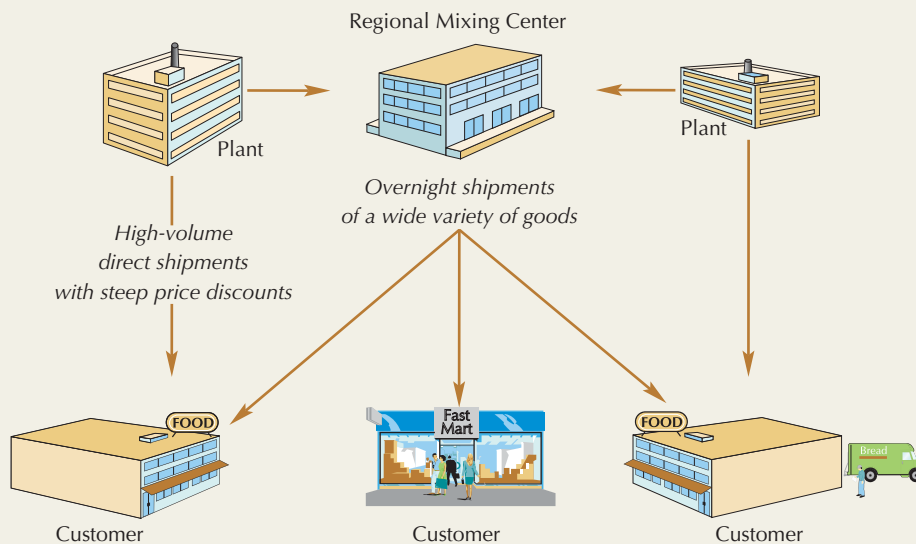 Regional Mixing Center
Plant
Plant
Overnight shipments
of a wide variety of goods
High-volume
direct shipments
with steep price discounts
FOOD
Fast
Mart
FOOD
Bread
Customer
Customer
Customer